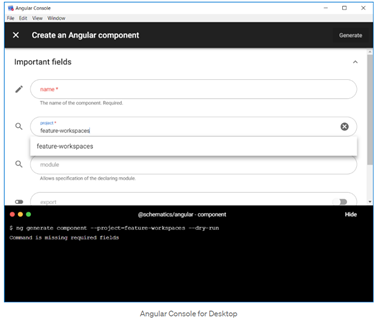 Angular Console
File Edit View Window
Create an Angular component
Generate
Important fields
name *
The name of the component. Required.
project *
feature-workspaces
feature-workspaces
module
Allows specification of the declaring module.
export
@schematics/angular - component
Hide
$ ng generate component --project=feature-workspaces --dry-run
Command is missing required fields
Angular Console for Desktop